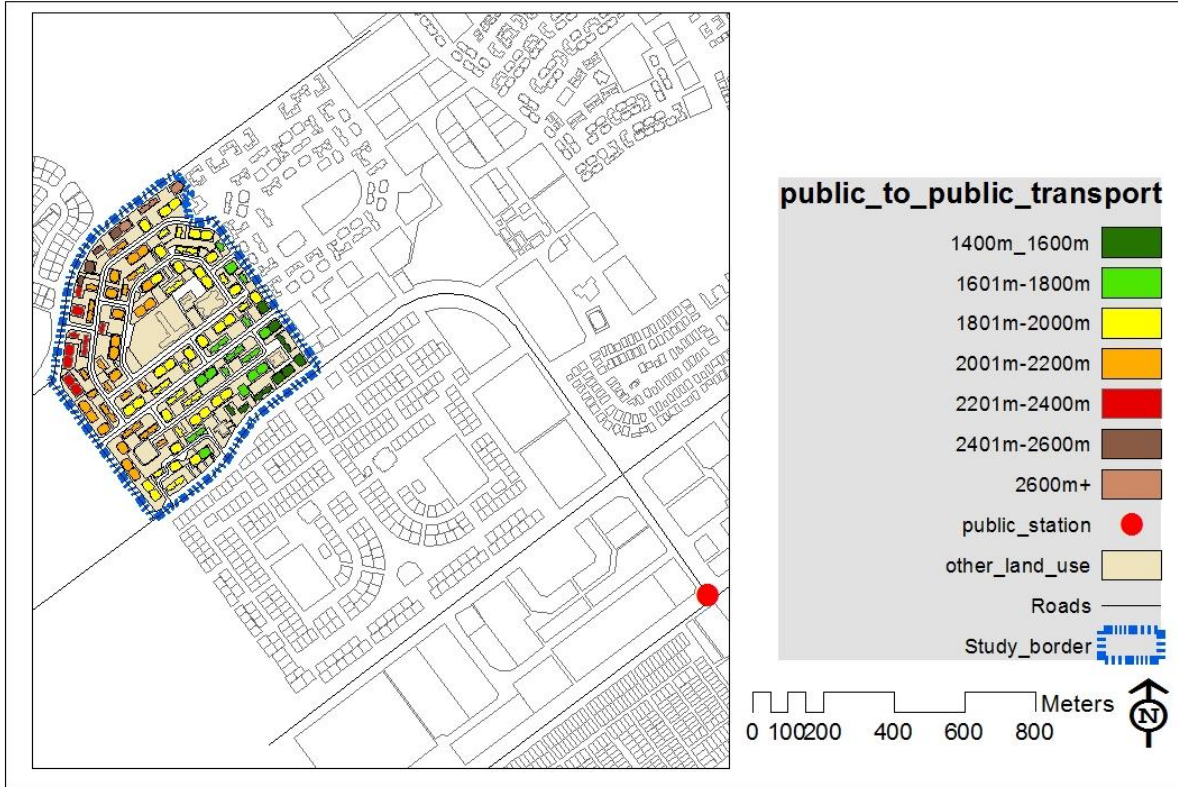 public_to_public_transport
1400m_1600m
1601m-1800m
1801m-2000m
2001m-2200m
2201m-2400m
2401m-2600m
2600m+
public_station
other_land_use
Roads
Study_border
Meters
0 100200 400 600 800
N